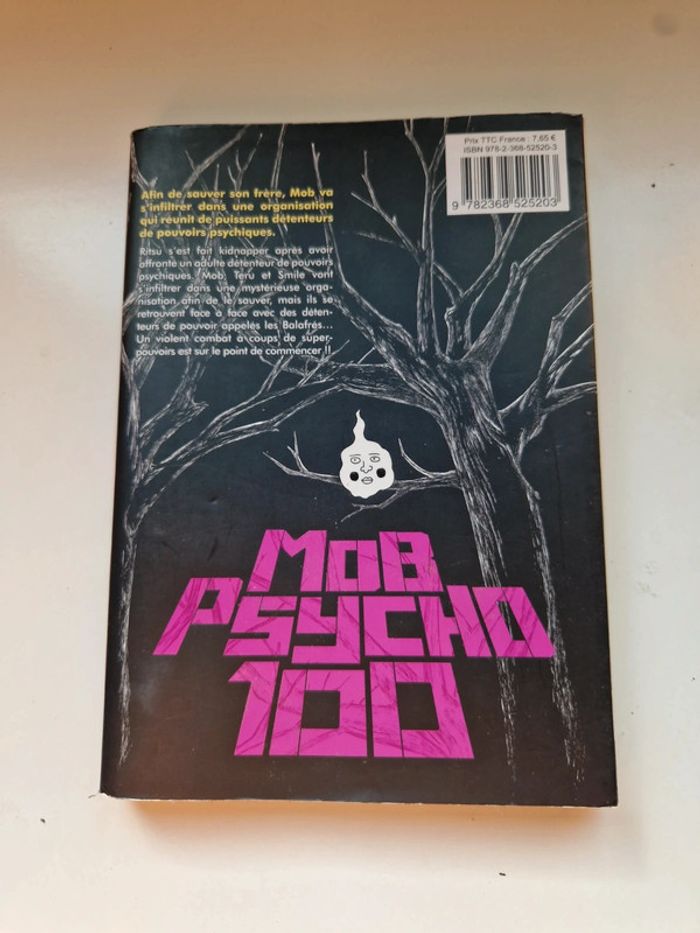 Prix TTC France : 7,65 €
ISBN 978-2-368-52520-3
9 782368 525203
Afin de sauver son frère, Mob va
s'infiltrer dans une organisation
qui réunit de puissants détenteurs
de pouvoirs psychiques.
Ritsu s'est fait kidnapper après avoir
affronté un adulte détenteur de pouvoirs
psychiques. Mob, Teru et Smile vont
s'infiltrer dans une mystérieuse orga-
nisation afin de le sauver, mais ils se
retrouvent face à face avec des déten-
teurs de pouvoir appelés les Balafrés...
Un violent combat à coups de super-
pouvoirs est sur le point de commencer !!
MOB
PSYCHO
100